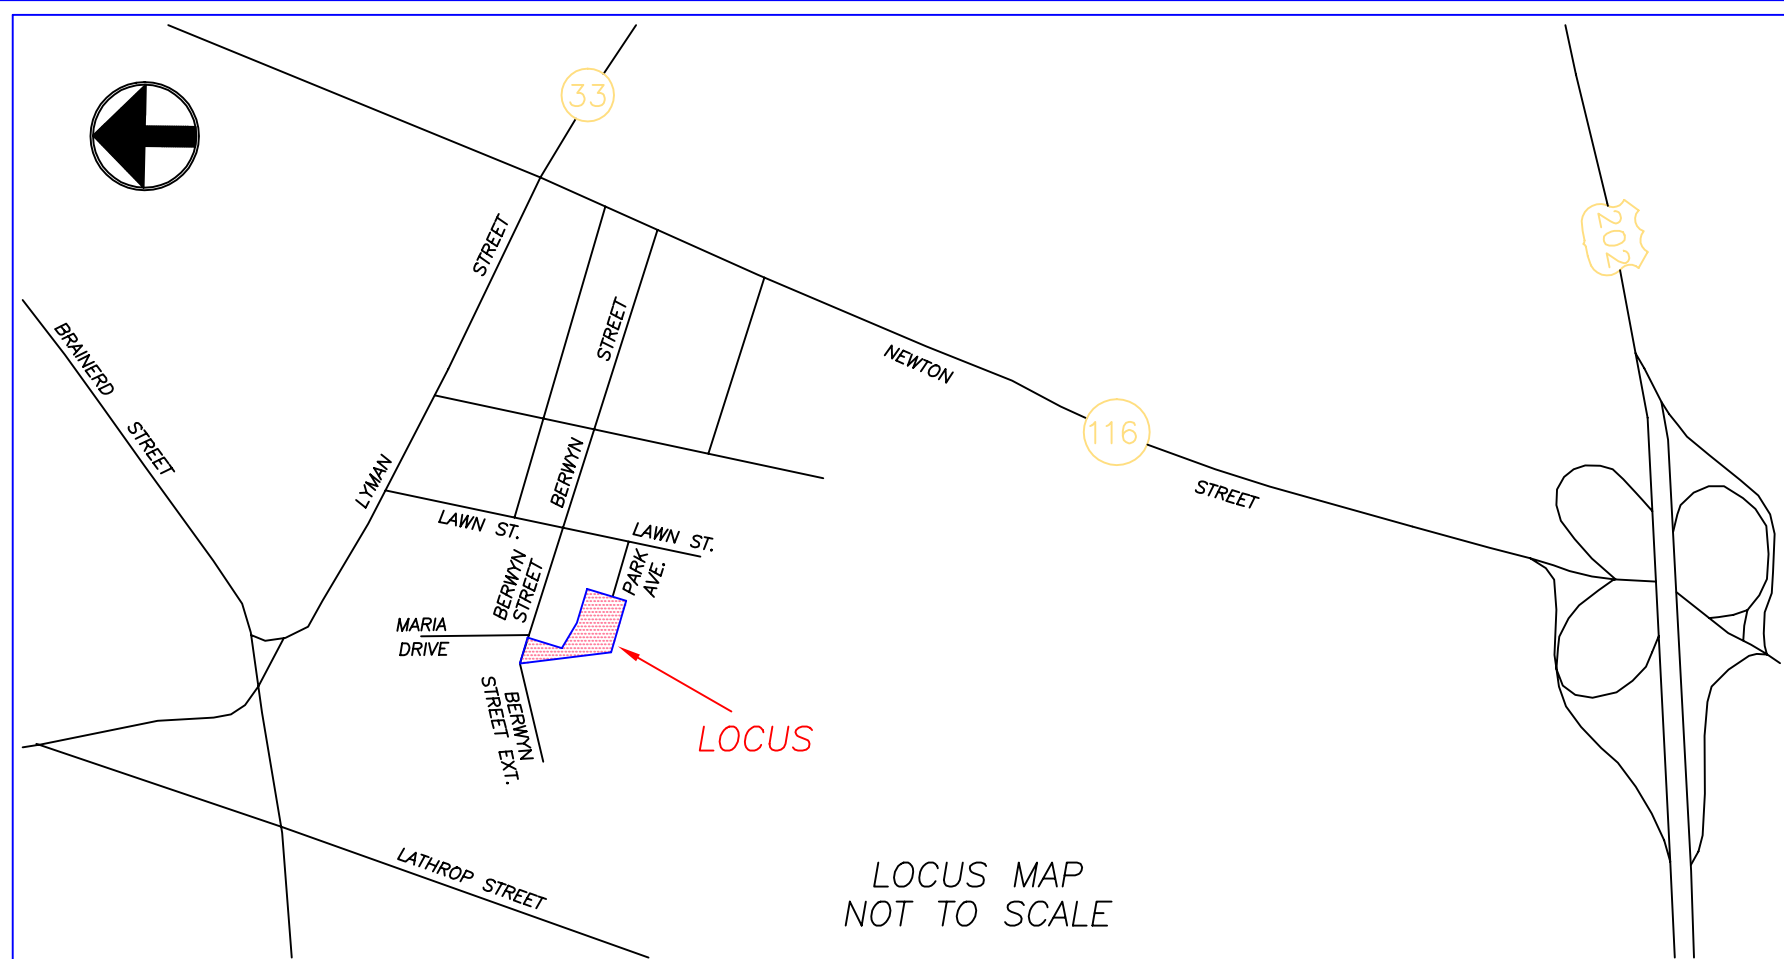 33
202
STREET
STREET
BRAINERD
STREET
NEWTON
116
STREET
BERWYN
LYMAN
LAWN ST.
LAWN ST.
BERWYN
STREET
PARK
AVE.
MARIA
DRIVE
BERWYN
STREET EXT.
LOCUS
LATHROP STREET
LOCUS MAP
NOT TO SCALE